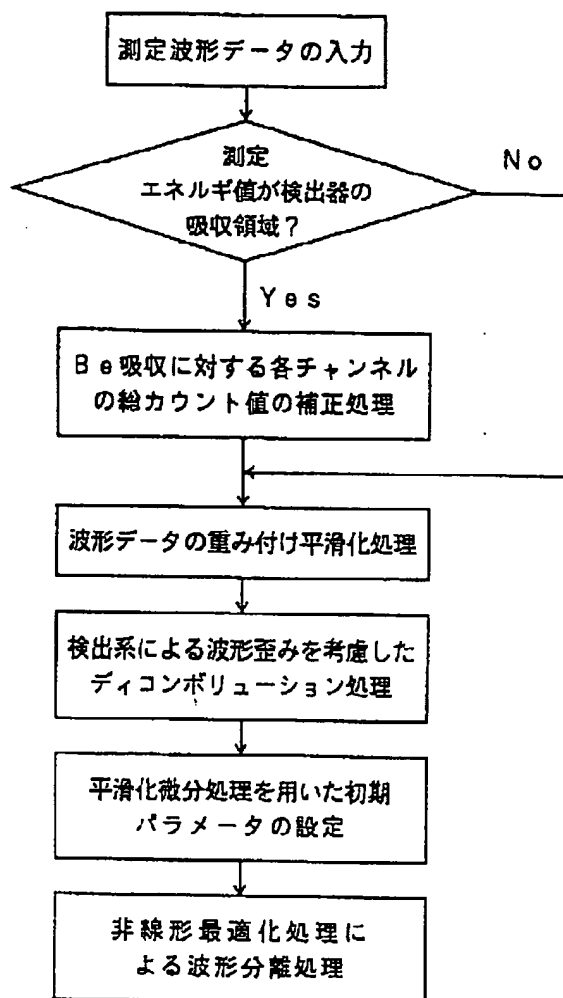 測定波形データの入力
測定
エネルギ値が検出器の
吸収領域？
No
Yes
Be吸収に対する各チャンネル
の総カウント値の補正処理
波形データの重み付け平滑化処理
検出系による波形歪みを考慮した
ディコンボリューション処理
平滑化微分処理を用いた初期
パラメータの設定
非線形最適化処理に
よる波形分離処理